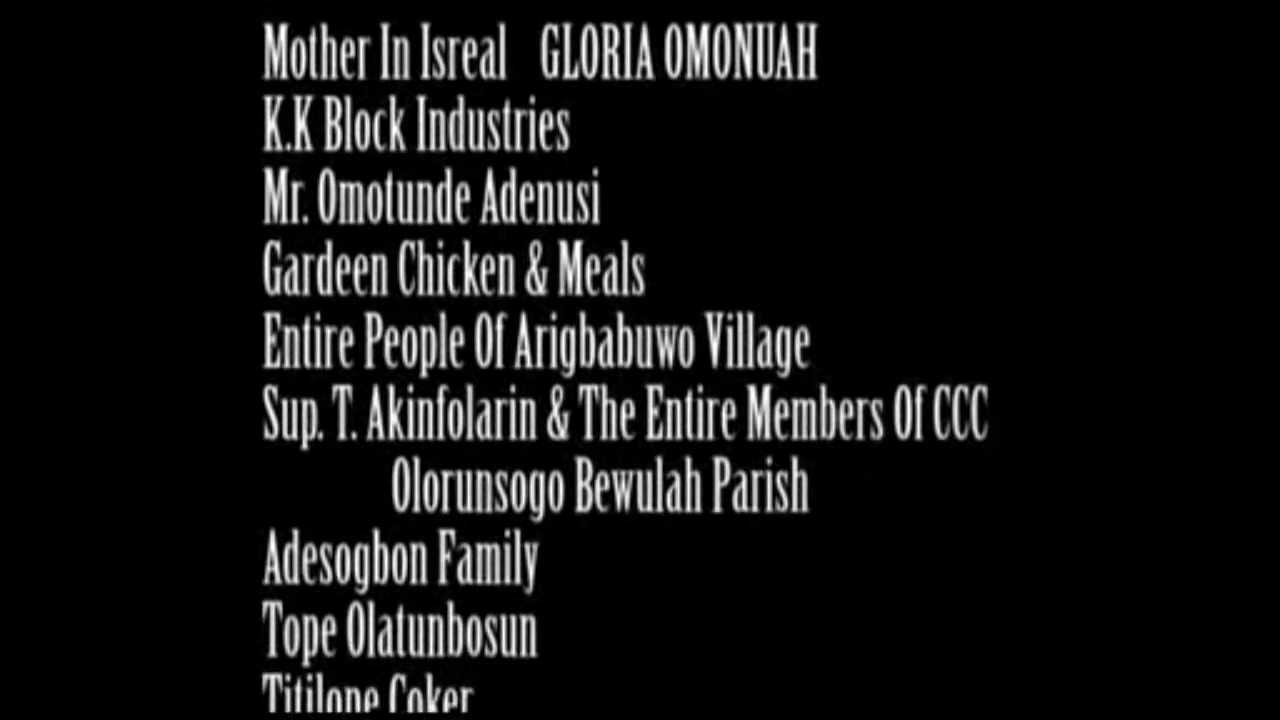 Mother In Isreal GLORIA OMONUAH
K.K Block Industries
Mr. Omotunde Adenusi
Gardeen Chicken & Meals
Entire People Of Arigbabuwo Village
Sup. T. Akinfolarin & The Entire Members Of CCC
Olorunsogo Bewulah Parish
Adesogbon Family
Tope Olatunbosun
Titilope Coker